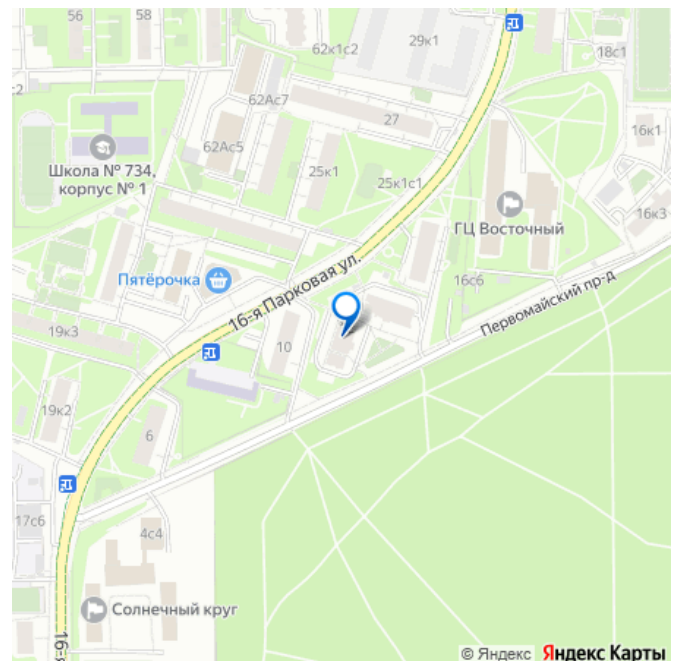 56
58
62к1с2
29к1
18с1
с2
62Ас7
62Ас5
27
16к1
Школа № 734,
корпус № 1
25к1
25к1с1
ГЦ Восточный
16к3
16с6
Пятёрочка
16-я Парковая ул.
Первомайский пр-д
19к3
10
19к2
6
17с6
4с4
Солнечный круг
16-я
© Яндекс Яндекс Карты